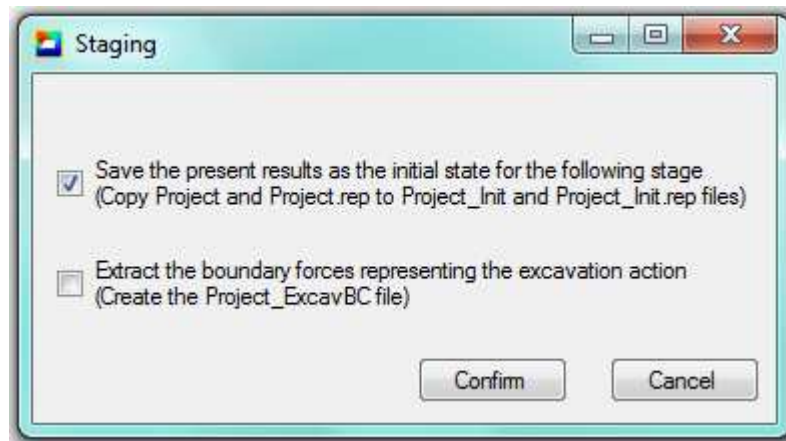 Staging
Save the present results as the initial state for the following stage
(Copy Project and Project.rep to Project_Init and Project_Init.rep files)
Extract the boundary forces representing the excavation action
(Create the Project_ExcavBC file)
Confirm Cancel